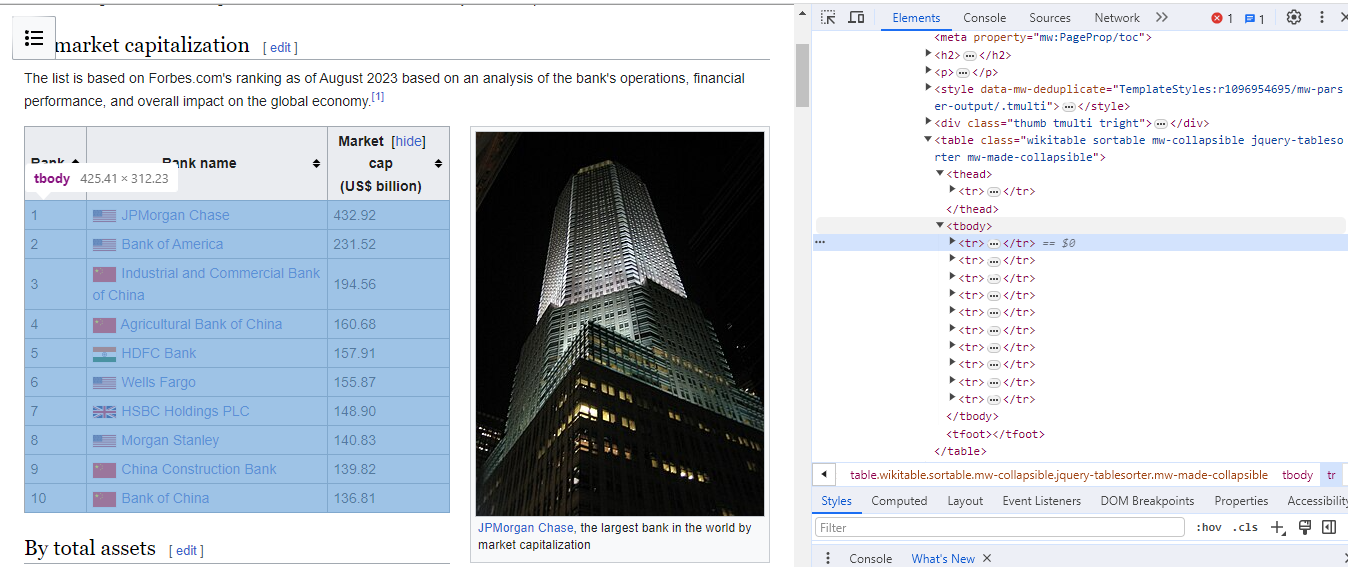 market capitalization [ edit ]
The list is based on Forbes.com's ranking as of August 2023 based on an analysis of the bank's operations, financial
performance, and overall impact on the global economy.[1]
Rank Bank name Market [hide]
cap
(US$ billion)
tbody 425.41 × 312.23
1 JPMorgan Chase 432.92
2 Bank of America 231.52
3 Industrial and Commercial Bank
of China 194.56
4 Agricultural Bank of China 160.68
5 HDFC Bank 157.91
6 Wells Fargo 155.87
7 HSBC Holdings PLC 148.90
8 Morgan Stanley 140.83
9 China Construction Bank 139.82
10 Bank of China 136.81
JPMorgan Chase, the largest bank in the world by
market capitalization
By total assets [ edit ]
Elements Console Sources Network 1 1
<meta property="mw:PageProp/toc">
<h2> ⋯ </h2>
<p> ⋯ </p>
<style data-mw-deduplicate="TemplateStyles:r1096954695/mw-pars
er-output/.tmulti"> ⋯ </style>
<div class="thumb tmulti tright"> ⋯ </div>
<table class="wikitable sortable mw-collapsible jquery-tableso
rter mw-made-collapsible">
<thead>
<tr> ⋯ </tr>
</thead>
<tbody>
<tr> ⋯ </tr> == $0
<tr> ⋯ </tr>
<tr> ⋯ </tr>
<tr> ⋯ </tr>
<tr> ⋯ </tr>
<tr> ⋯ </tr>
<tr> ⋯ </tr>
<tr> ⋯ </tr>
<tr> ⋯ </tr>
<tr> ⋯ </tr>
</tbody>
<tfoot></tfoot>
</table>
table.wikitable.sortable.mw-collapsible.jquery-tablesorter.mw-made-collapsible tbody tr
Styles Computed Layout Event Listeners DOM Breakpoints Properties Accessibility
Filter :hov .cls
Console What's New